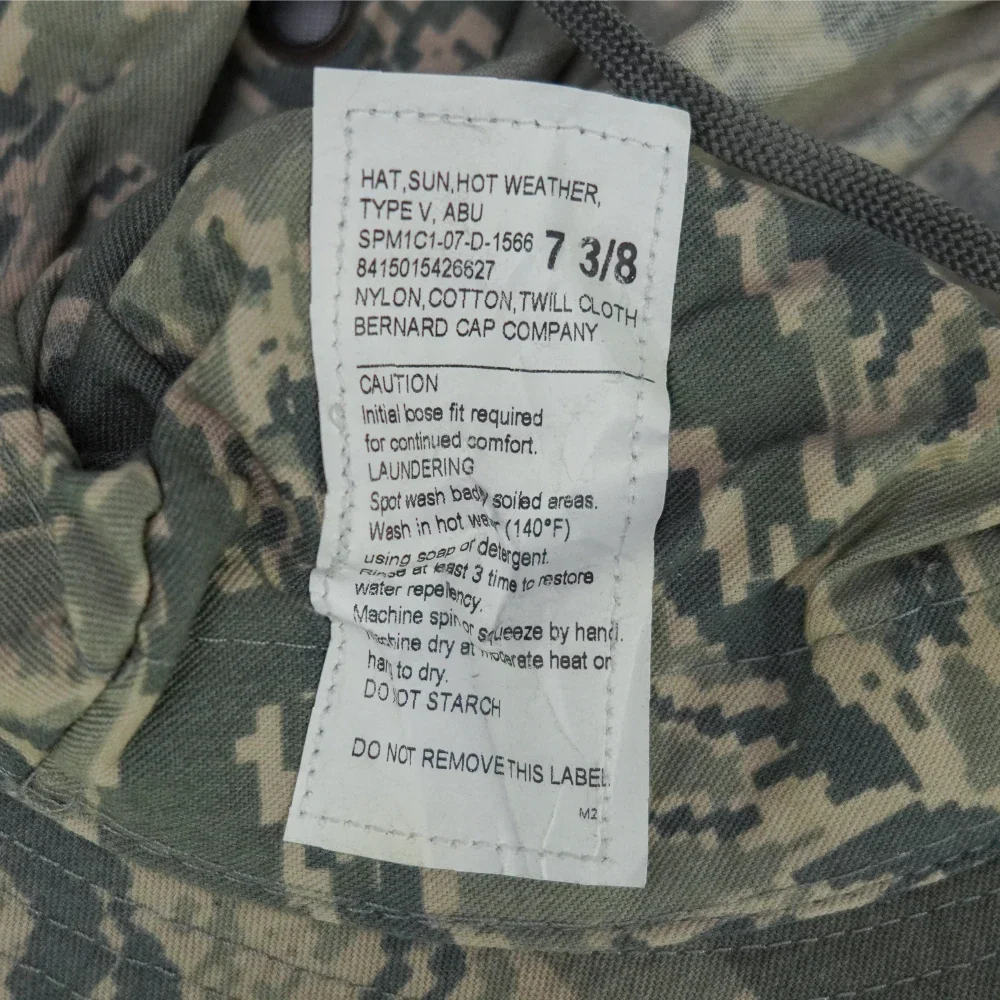 HAT,SUN,HOT WEATHER,
TYPE V, ABU
SPM1C1-07-D-1566 7 3/8
8415015426627
NYLON,COTTON,TWILL CLOTH
BERNARD CAP COMPANY
CAUTION
Initial loose fit required
for continued comfort.
LAUNDERING
Spot wash badly soiled areas.
Wash in hot water (140°F)
using soap or detergent.
Rinse at least 3 time to restore
water repellency.
Machine spin or squeeze by hand.
Machine dry at moderate heat or
hang to dry.
DO NOT STARCH
DO NOT REMOVE THIS LABEL.
M2